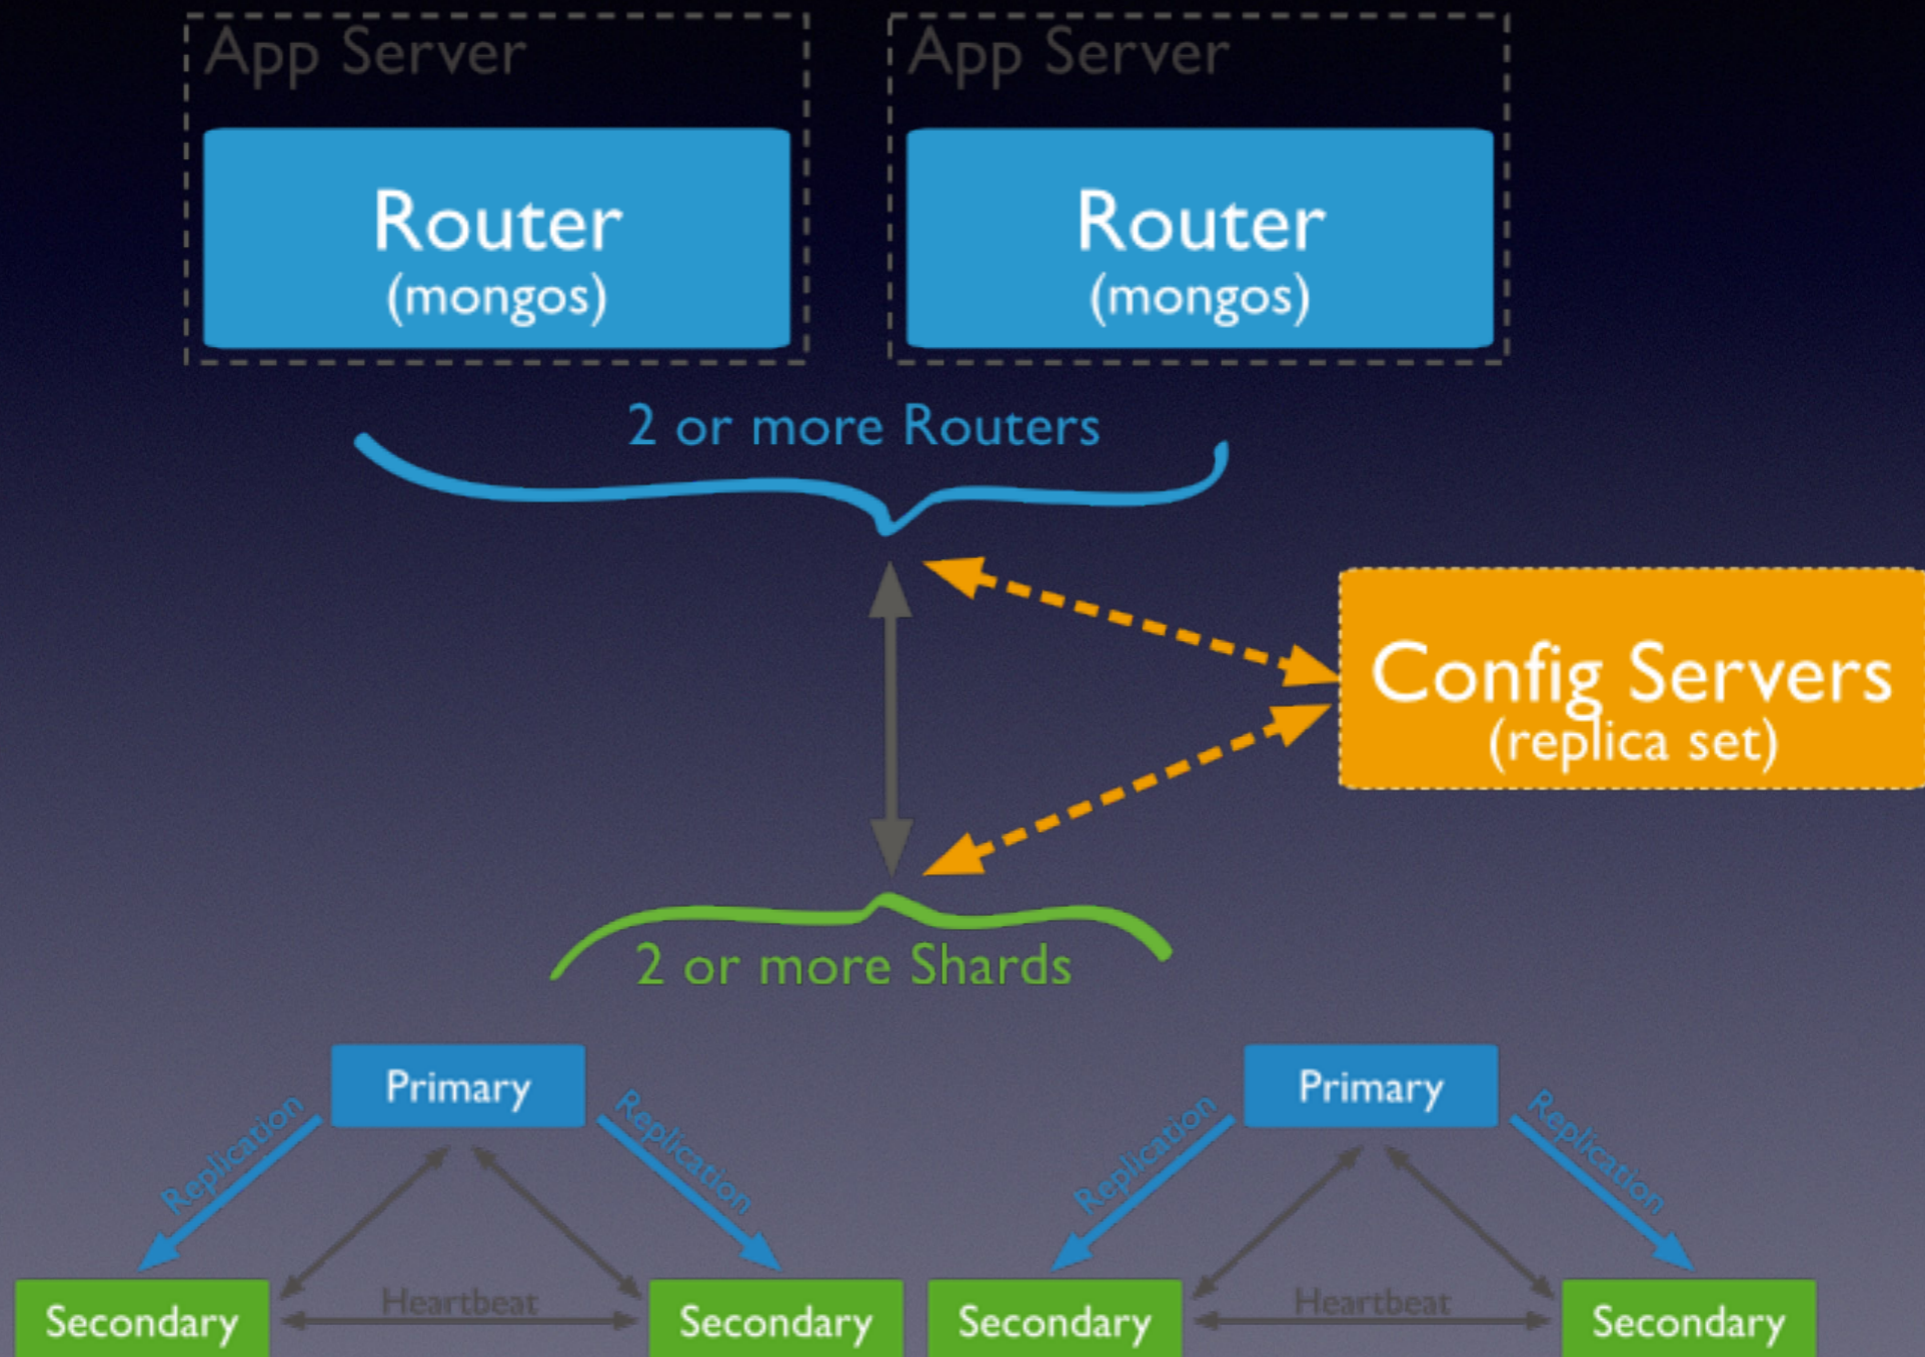 App Server
App Server
Router
(mongos)
Router
(mongos)
2 or more Routers
Config Servers
(replica set)
2 or more Shards
Primary
Primary
Replication
Replication
Replication
Replication
Heartbeat
Heartbeat
Secondary
Secondary
Secondary
Secondary